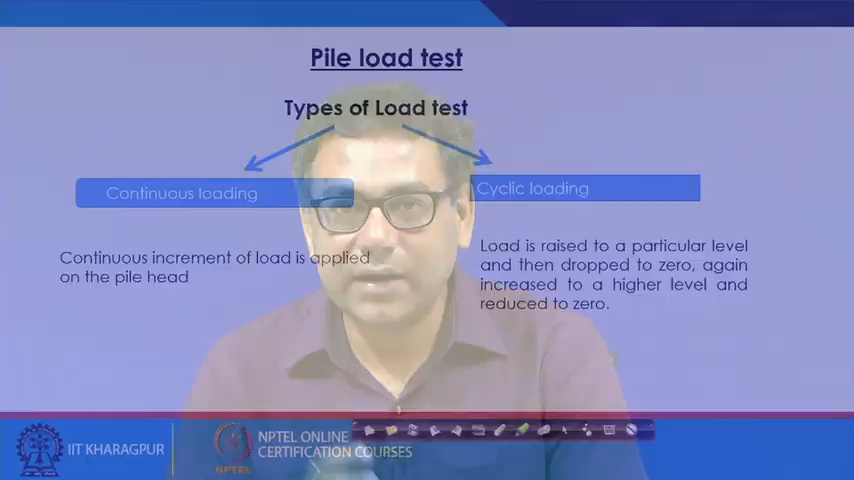 Pile load test
Types of Load test
Continuous loading
Cyclic loading
Continuous increment of load is applied
on the pile head
Load is raised to a particular level
and then dropped to zero, again
increased to a higher level and
reduced to zero.
IIT KHARAGPUR
NPTEL
NPTEL ONLINE
CERTIFICATION COURSES